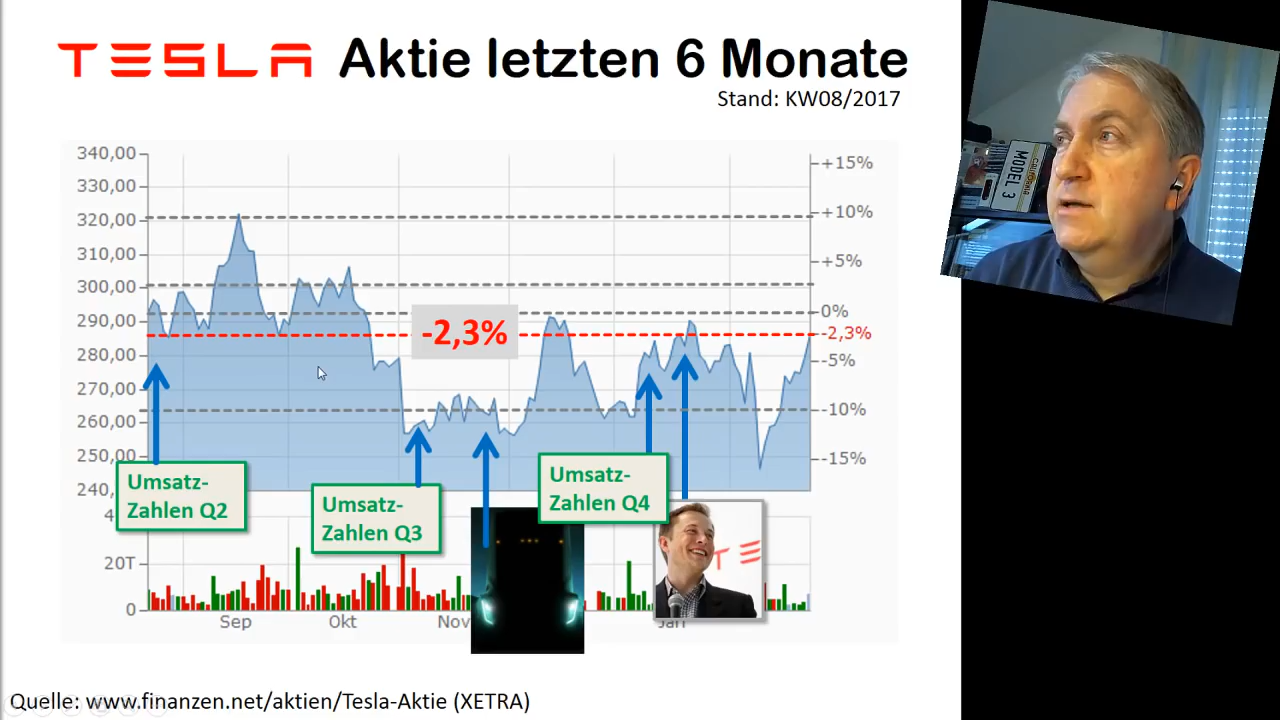 TESLA Aktie letzten 6 Monate
Stand: KW08/2017
340,00
330,00
320,00
310,00
300,00
290,00
280,00
270,00
260,00
250,00
240,
+15%
+10%
+5%
0%
-2,3%
-5%
-10%
-15%
-2,3%
Umsatz-
Zahlen Q2
Umsatz-
Zahlen Q3
Umsatz-
Zahlen Q4
4
20T
0
Sep
Okt
Nov
Jan
T E S
Quelle: www.finanzen.net/aktien/Tesla-Aktie (XETRA)
CALIFORNIA
MODEL 3